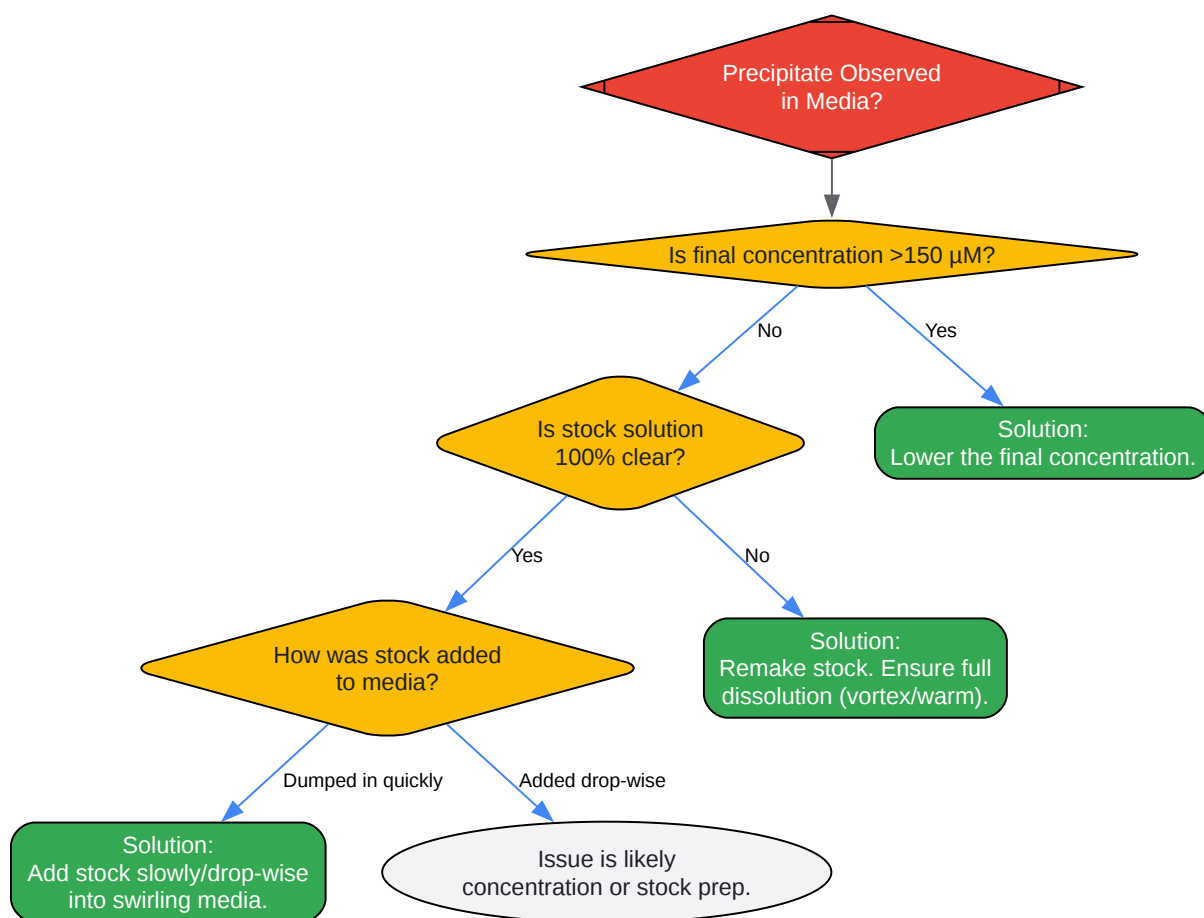 Precipitate Observed
in Media?
Is final concentration >150 µM?
No
Yes
Is stock solution
100% clear?
Solution:
Lower the final concentration.
Yes
No
How was stock added
to media?
Solution:
Remake stock. Ensure full
dissolution (vortex/warm).
Dumped in quickly
Added drop-wise
Solution:
Add stock slowly/drop-wise
into swirling media.
Issue is likely
concentration or stock prep.